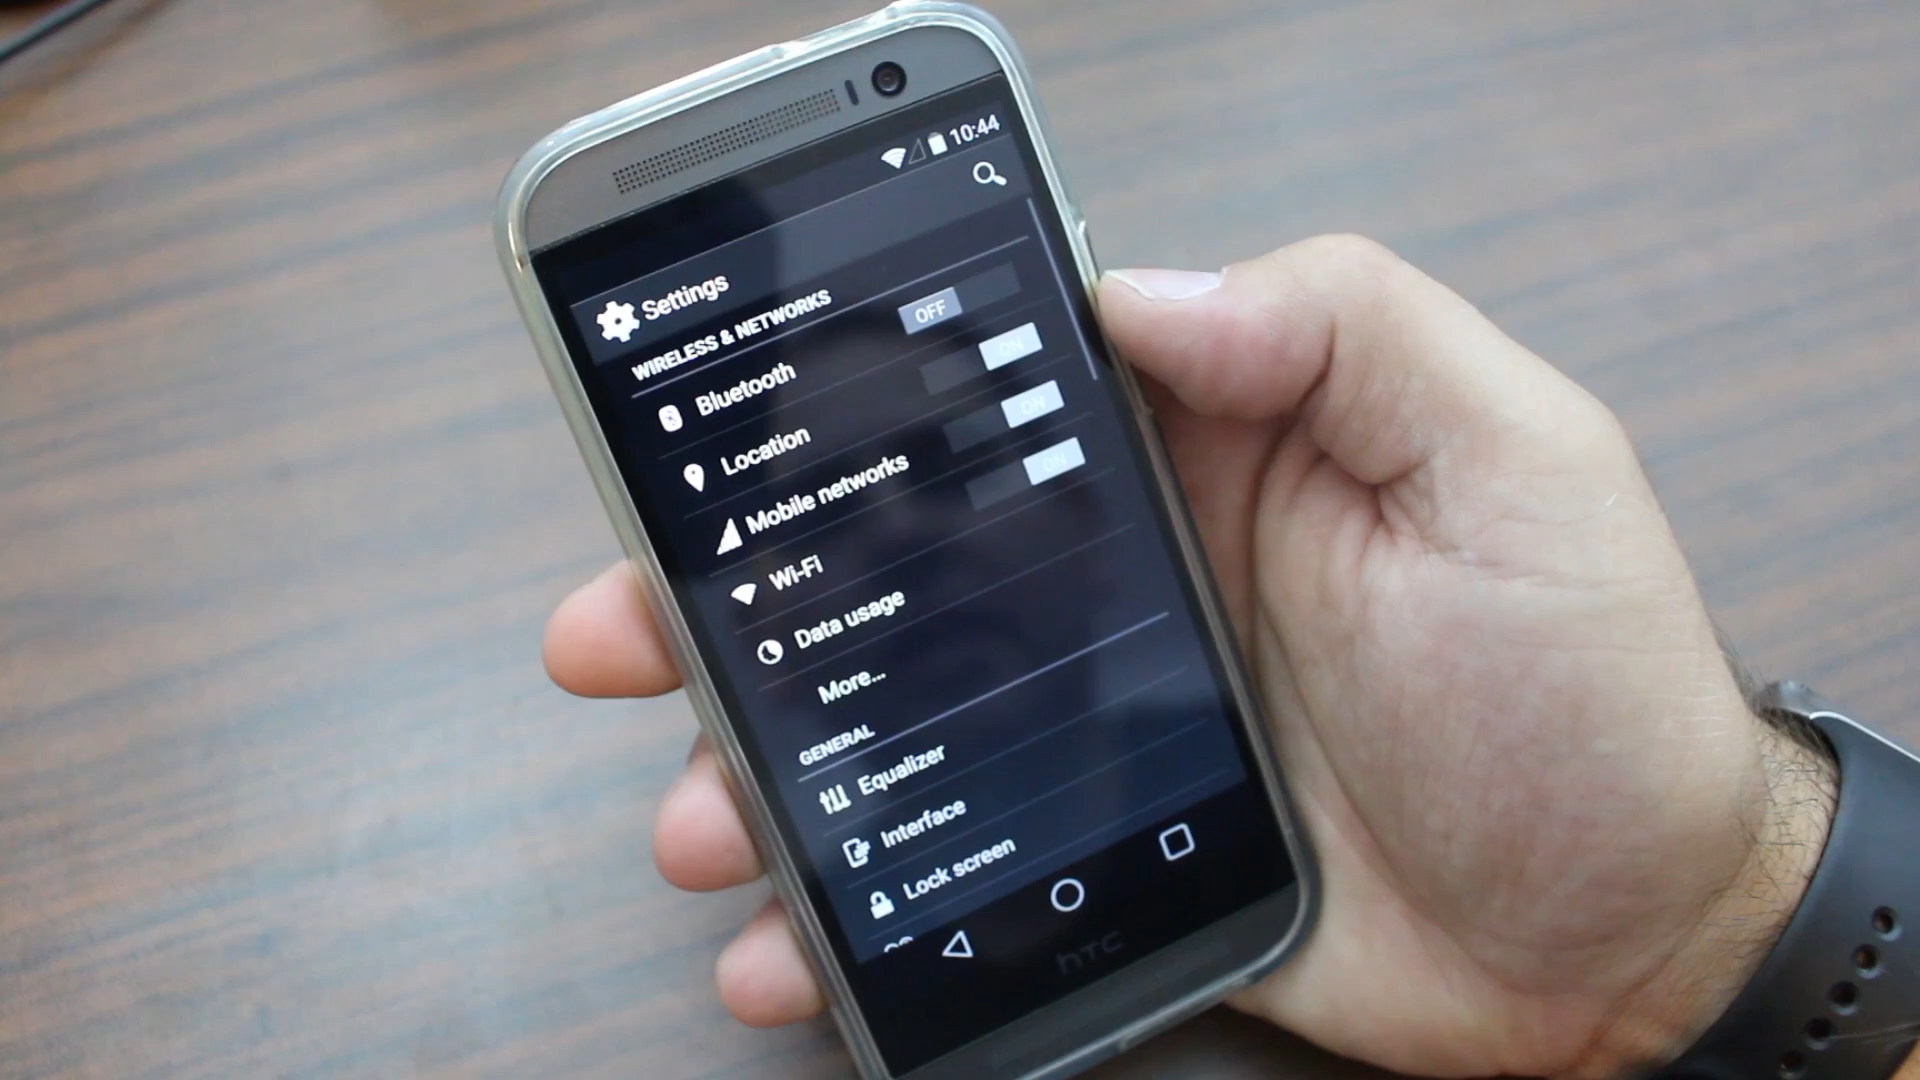 10:44
Settings
WIRELESS & NETWORKS
Bluetooth OFF
Location ON
Mobile networks ON
Wi-Fi ON
Data usage
More...
GENERAL
Equalizer
Interface
Lock screen
hTC